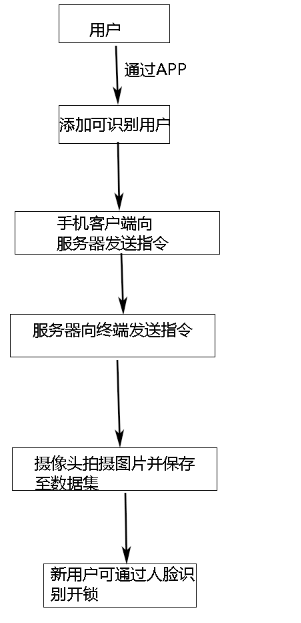 用户
通过APP
添加可识别用户
手机客户端向
服务器发送指令
服务器向终端发送指令
摄像头拍摄图片并保存
至数据集
新用户可通过人脸识
别开锁